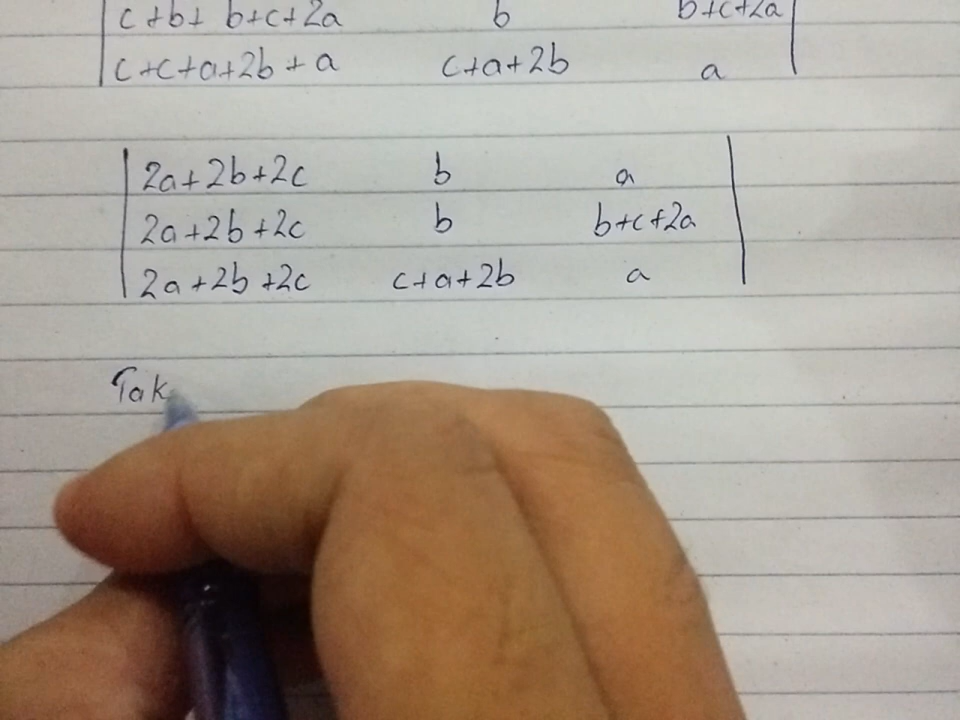 c+b+ b+c+2a b b+c+2a
c+c+a+2b+a c+a+2b a
2a+2b+2c b a
2a+2b+2c b b+c+2a
2a+2b+2c c+a+2b a
Tak